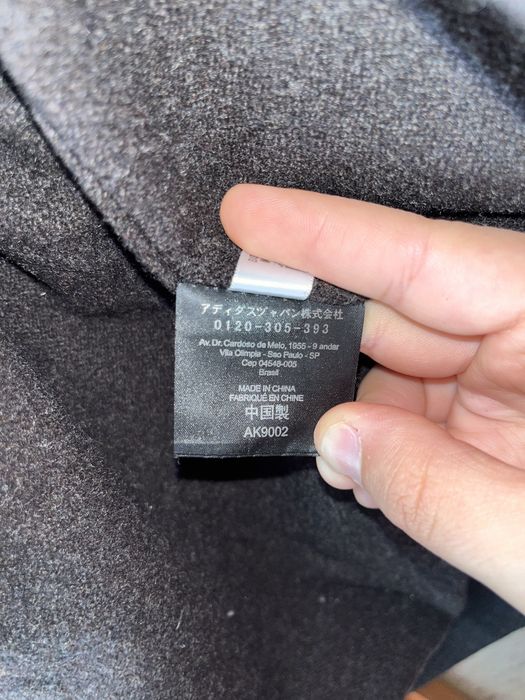 アディダスジャパン株式会社
0120-305-393
Av. Dr. Cardoso de Melo, 1955 - 9 andar
Vila Olimpia - Sao Paulo - SP
Cep 04548-005
Brasil
MADE IN CHINA
FABRIQUÉ EN CHINE
中国製
AK9002